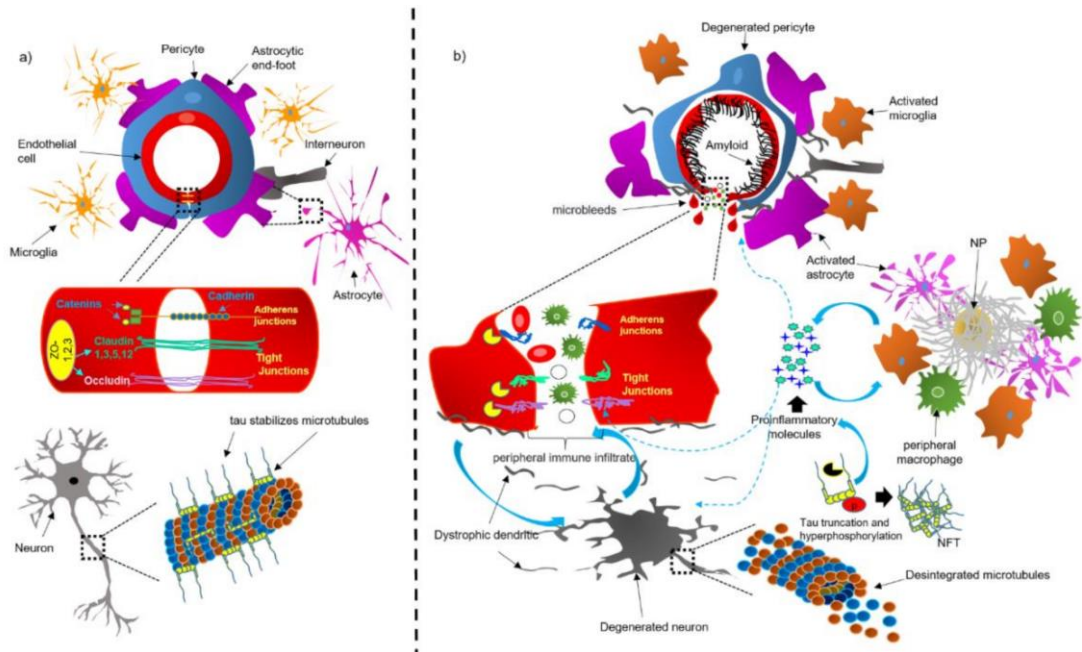 a)
Pericyte
Astrocytic
end-foot
Endothelial
cell
Interneuron
Microglia
Astrocyte
Catenins
Cadherin
Adherens
junctions
ZO-
1,2,3
Claudin
1,3,5,12
Tight
Junctions
Occludin
tau stabilizes microtubules
Neuron
b)
Degenerated pericyte
Activated
microglia
Amyloid
microbleeds
Activated
astrocyte
NP
Adherens
junctions
Tight
Junctions
Proinflammatory
molecules
peripheral
macrophage
peripheral immune infiltrate
Dystrophic dendritic
Tau truncation and
hyperphosphorylation
NFT
Desintegrated microtubules
Degenerated neuron